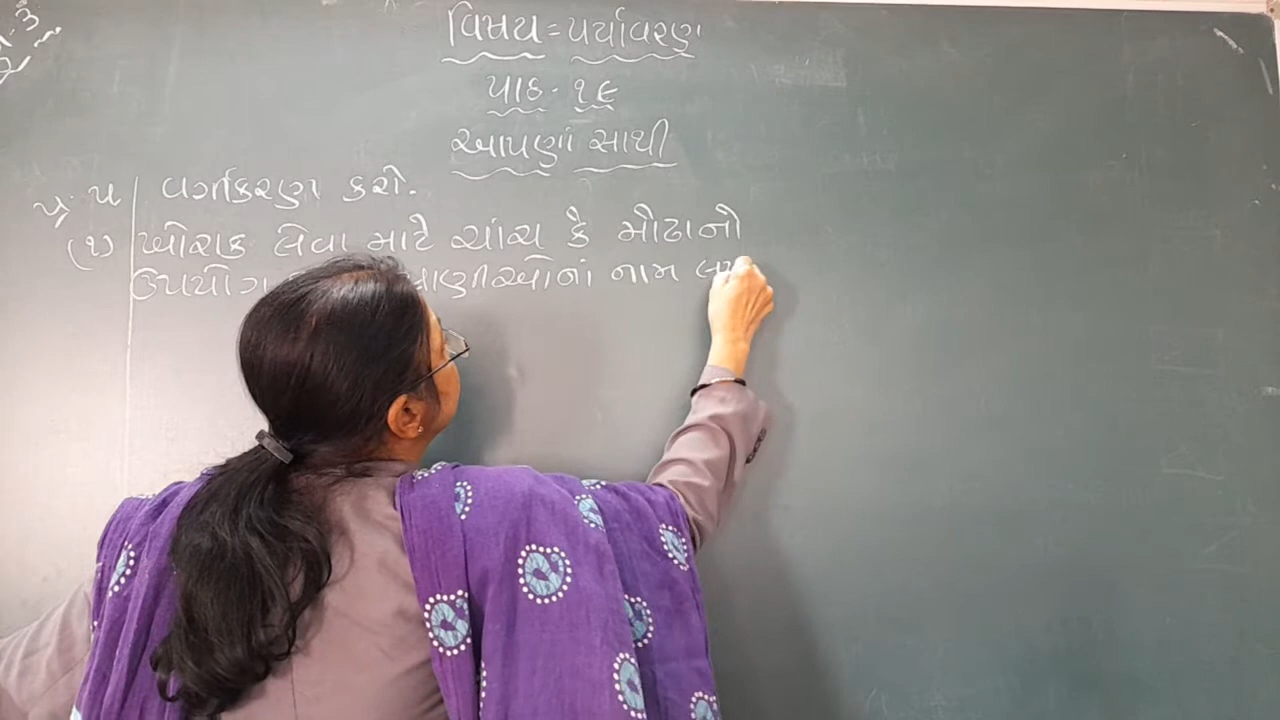 વિષય = પર્યાવરણ
પાઠ - ૧૯
આપણાં સાથી
પ્ર ૫ વર્ગીકરણ કરો.
(૧) ખોરાક લેવા માટે ચાંચ કે મોઢાનો
ઉપયોગ પ્રાણીઓનાં નામ